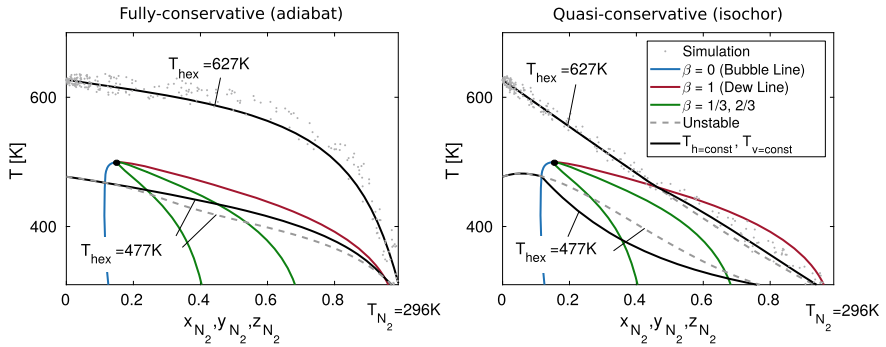 Fully-conservative (adiabat)
T [K]
600
400
T_hex=627K
T_hex=477K
0
0.2
0.4
0.6
0.8
T_N2=296K
x_N2,y_N2,z_N2
Quasi-conservative (isochor)
T [K]
600
400
T_hex=627K
T_hex=477K
Simulation
β = 0 (Bubble Line)
β = 1 (Dew Line)
β = 1/3, 2/3
Unstable
T_h=const, T_v=const
0
0.2
0.4
0.6
0.8
T_N2=296K
x_N2,y_N2,z_N2